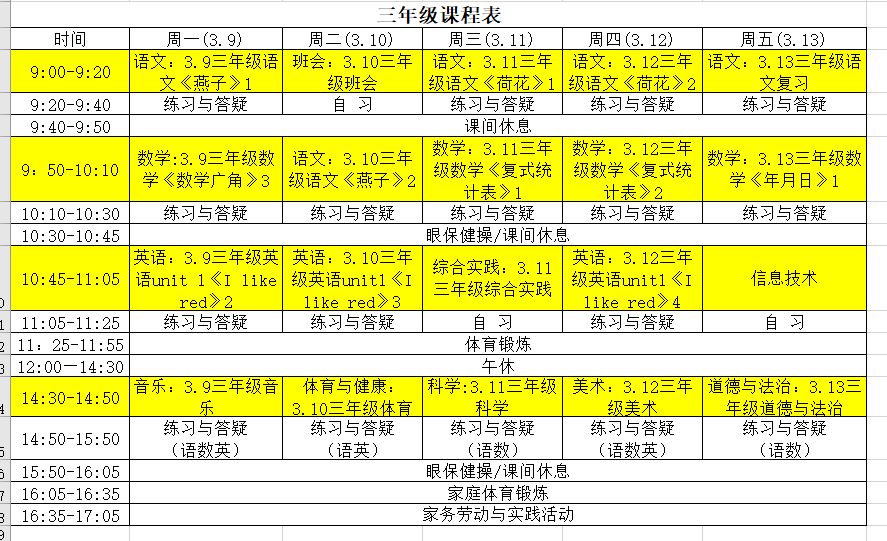 三年级课程表
时间 周一(3.9) 周二(3.10) 周三(3.11) 周四(3.12) 周五(3.13)
9:00-9:20 语文：3.9三年级语文《燕子》1 班会：3.10三年级班会 语文：3.11三年级语文《荷花》1 语文：3.12三年级语文《荷花》2 语文：3.13三年级语文复习
9:20-9:40 练习与答疑 自 习 练习与答疑 练习与答疑 练习与答疑
9:40-9:50 课间休息
9：50-10:10 数学:3.9三年级数学《数学广角》3 语文：3.10三年级语文《燕子》2 数学：3.11三年级数学《复式统计表》1 数学：3.12三年级数学《复式统计表》2 数学：3.13三年级数学《年月日》1
10:10-10:30 练习与答疑 练习与答疑 练习与答疑 练习与答疑 练习与答疑
10:30-10:45 眼保健操/课间休息
10:45-11:05 英语：3.9三年级英语unit 1《I like red》2 英语：3.10三年级英语unit1《I like red》3 综合实践：3.11三年级综合实践 英语：3.12三年级英语unit1《I like red》4 信息技术
11:05-11:25 练习与答疑 练习与答疑 自 习 练习与答疑 自 习
11：25-11:55 体育锻炼
12:00—14:30 午休
14:30-14:50 音乐：3.9三年级音乐 体育与健康：3.10三年级体育 科学:3.11三年级科学 美术：3.12三年级美术 道德与法治：3.13三年级道德与法治
14:50-15:50 练习与答疑（语数英） 练习与答疑（语英） 练习与答疑（语数） 练习与答疑（语数英） 练习与答疑（语数）
15:50-16:05 眼保健操/课间休息
16:05-16:35 家庭体育锻炼
16:35-17:05 家务劳动与实践活动